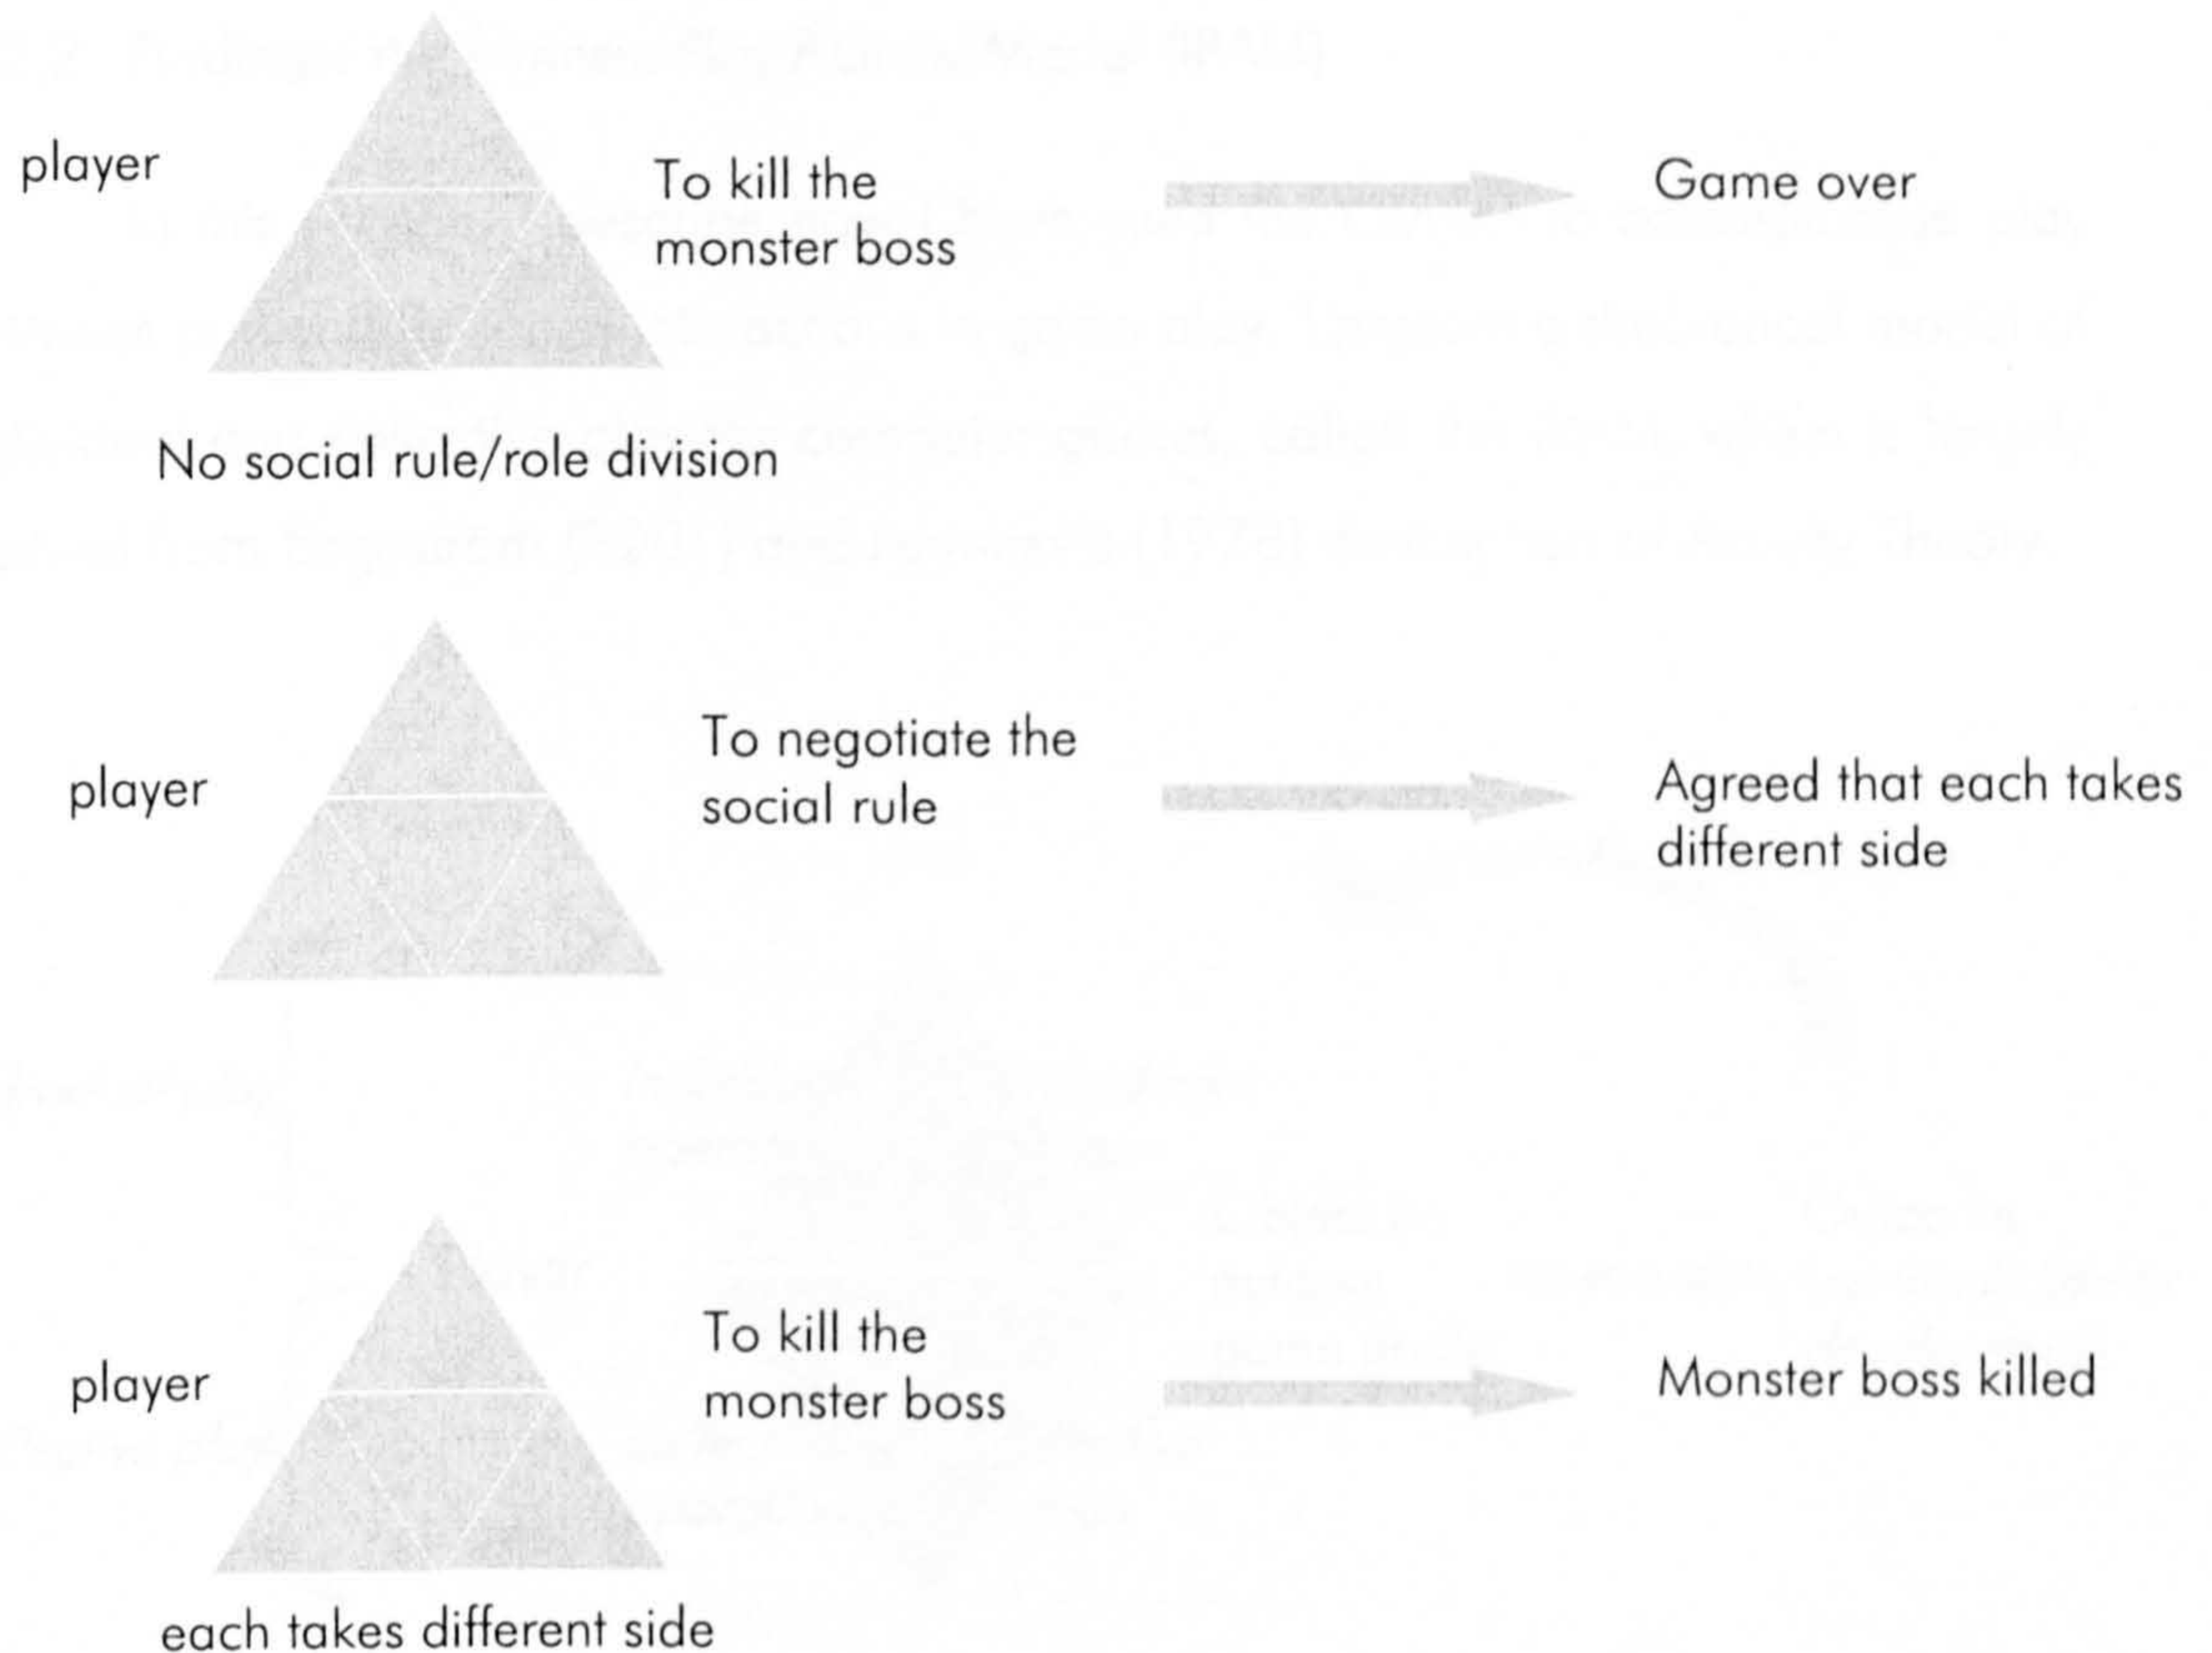 player
To kill the
monster boss
Game over
No social rule/role division
player
To negotiate the
social rule
Agreed that each takes
different side
player
To kill the
monster boss
Monster boss killed
each takes different side